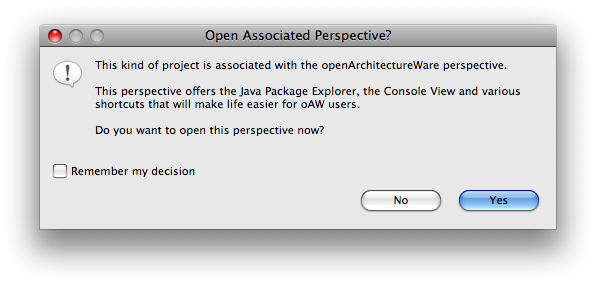 Open Associated Perspective?
This kind of project is associated with the openArchitectureWare perspective.
This perspective offers the Java Package Explorer, the Console View and various
shortcuts that will make life easier for oAW users.
Do you want to open this perspective now?
Remember my decision
No
Yes